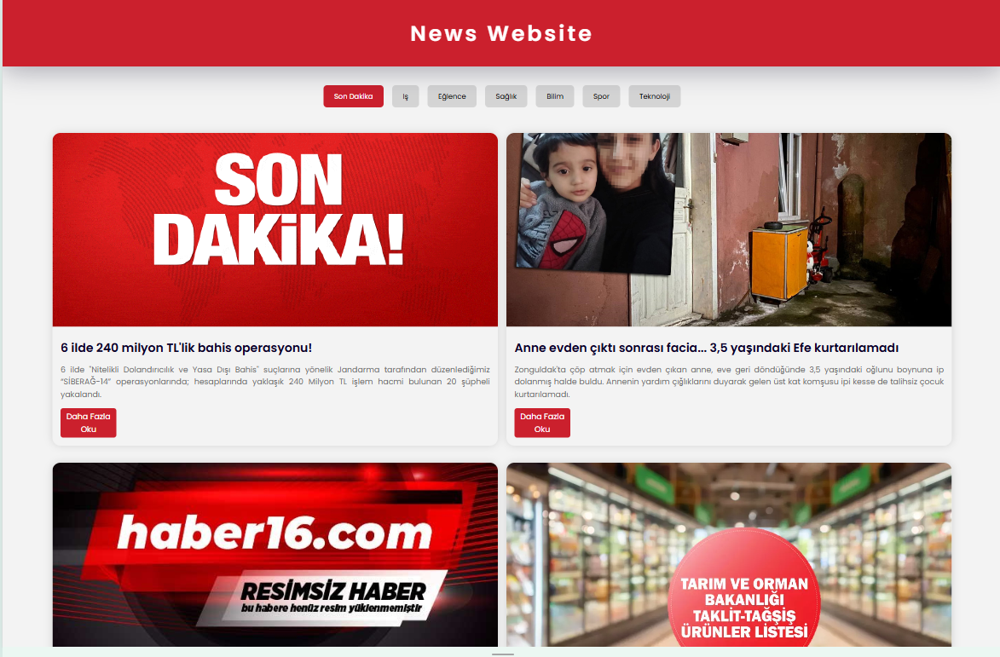 News Website
Son Dakika
Iş
Eğlence
Sağlık
Bilim
Spor
Teknoloji
SON
DAKİKA!
6 ilde 240 milyon TL'lik bahis operasyonu!
6 ilde "Nitelikli Dolandırıcılık ve Yasa Dışı Bahis" suçlarına yönelik Jandarma tarafından düzenlediğimiz
“SİBERAĞ-14” operasyonlarında; hesaplarında yaklaşık 240 Milyon TL işlem hacmi bulunan 20 şüpheli
yakalandı.
Daha Fazla
Oku
Anne evden çıktı sonrası facia... 3,5 yaşındaki Efe kurtarılamadı
Zonguldak'ta çöp atmak için evden çıkan anne, eve geri döndüğünde 3,5 yaşındaki oğlunu boynuna ip
dolanmış halde buldu. Annenin yardım çığlıklarını duyarak gelen üst kat komşusu ipi kesse de talihsiz çocuk
kurtarılamadı.
Daha Fazla
Oku
haber16.com
RESİMSİZ HABER
bu habere henüz resim yüklenmemiştir
TARIM VE ORMAN
BAKANLIĞI
TAKLİT-TAĞŞİŞ
ÜRÜNLER LİSTESİ